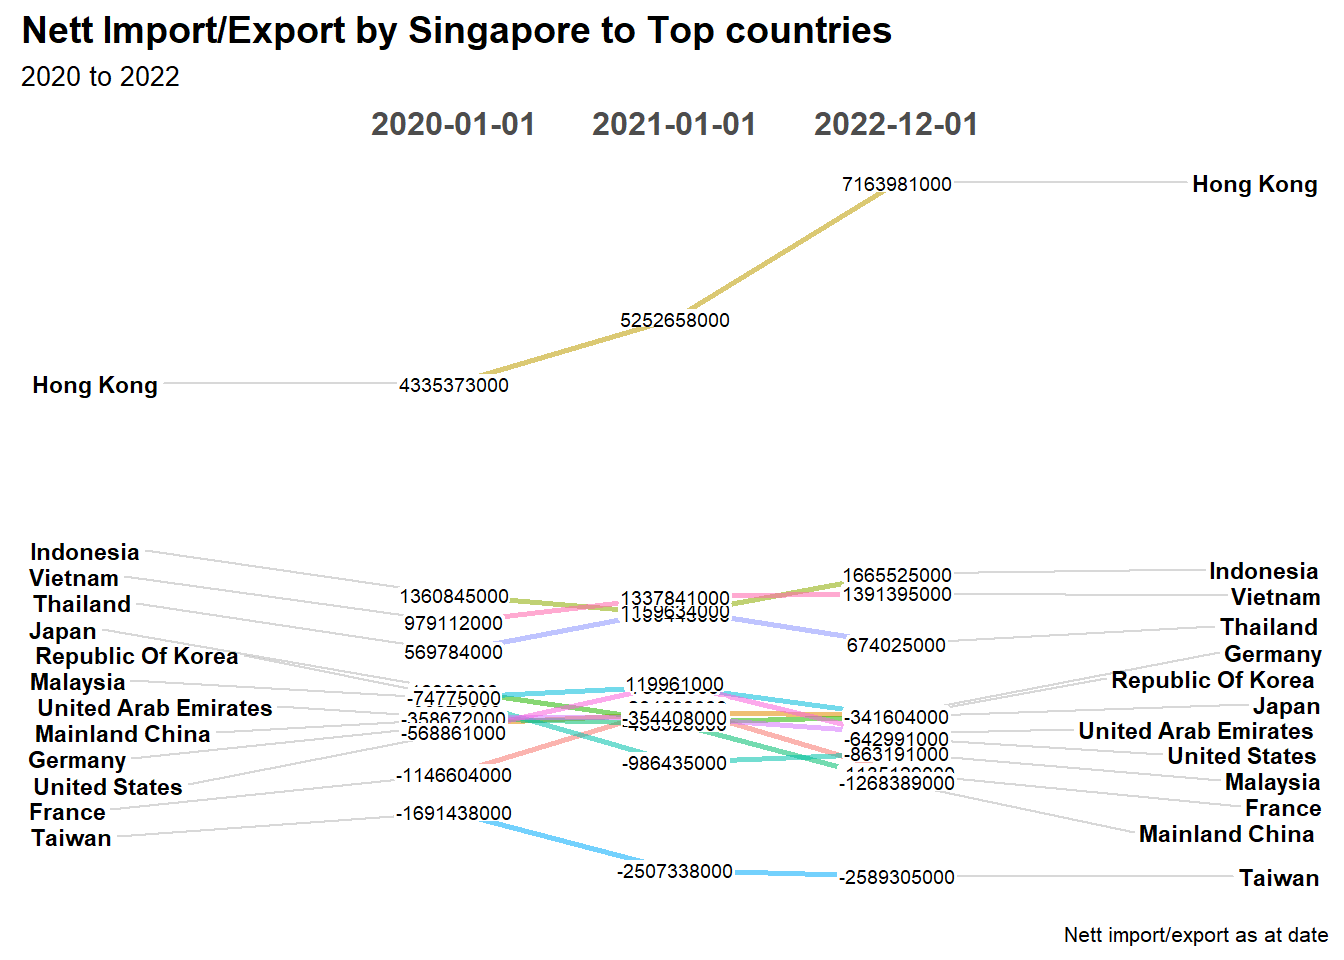 Nett Import/Export by Singapore to Top countries
2020 to 2022
2020-01-01 2021-01-01 2022-12-01
7163981000 Hong Kong
5252658000
Hong Kong 4335373000
Indonesia
Vietnam
Thailand
Japan
Republic Of Korea
Malaysia
United Arab Emirates
Mainland China
Germany
United States
France
Taiwan
1360845000
979112000
569784000
-74775000
-358672000
-568861000
-1146604000
-1691438000
1337841000
1159634000
119961000
-354408000
-986435000
-2507338000
1665525000
1391395000
674025000
-341604000
-642991000
-863191000
-1268389000
-2589305000
Indonesia
Vietnam
Thailand
Germany
Republic Of Korea
Japan
United Arab Emirates
United States
Malaysia
France
Mainland China
Taiwan
Nett import/export as at date